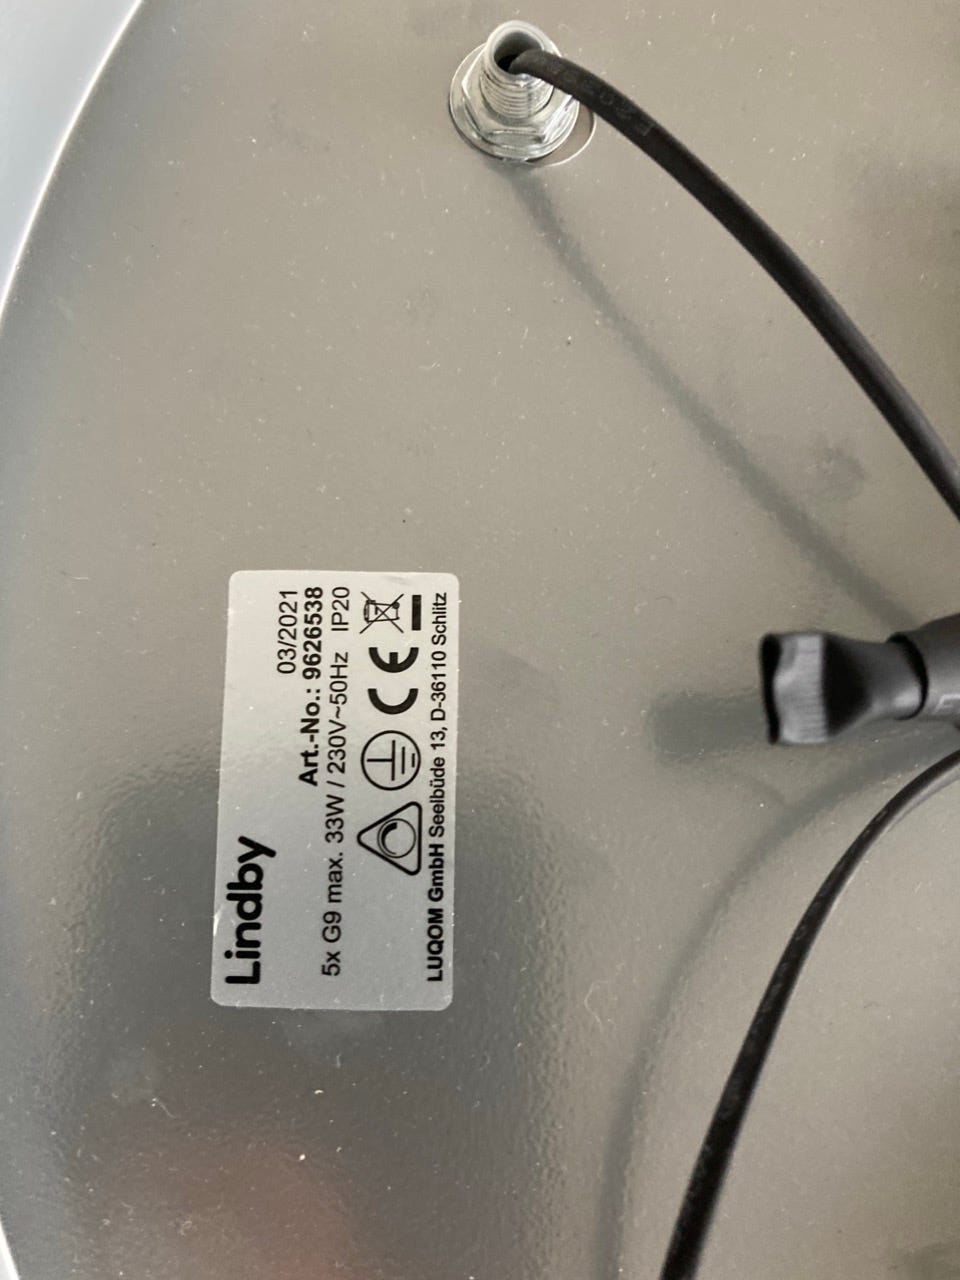 Lindby
03/2021
Art.-No.: 9626538
5x G9 max. 33W / 230V~50Hz IP20
CE
LUQOM GmbH Seelbüde 13, D-36110 Schlitz